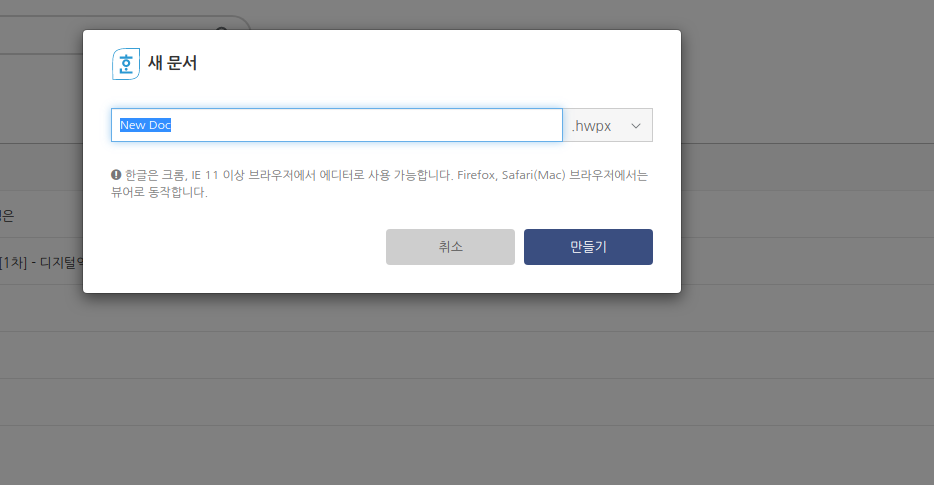 호 새 문서
New Doc
.hwpx
한글은 크롬, IE 11 이상 브라우저에서 에디터로 사용 가능합니다. Firefox, Safari(Mac) 브라우저에서는
뷰어로 동작합니다.
은
[1차] - 디지털
취소
만들기